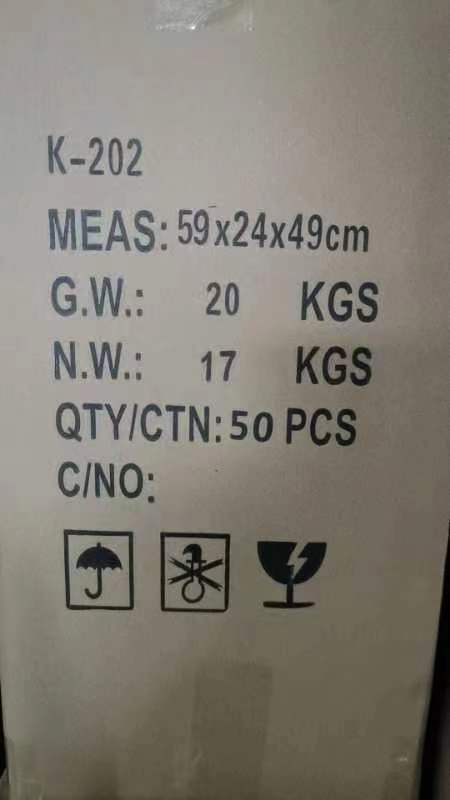 K-202
MEAS: 59x24x49cm
G.W.: 20 KGS
N.W.: 17 KGS
QTY/CTN: 50 PCS
C/NO: